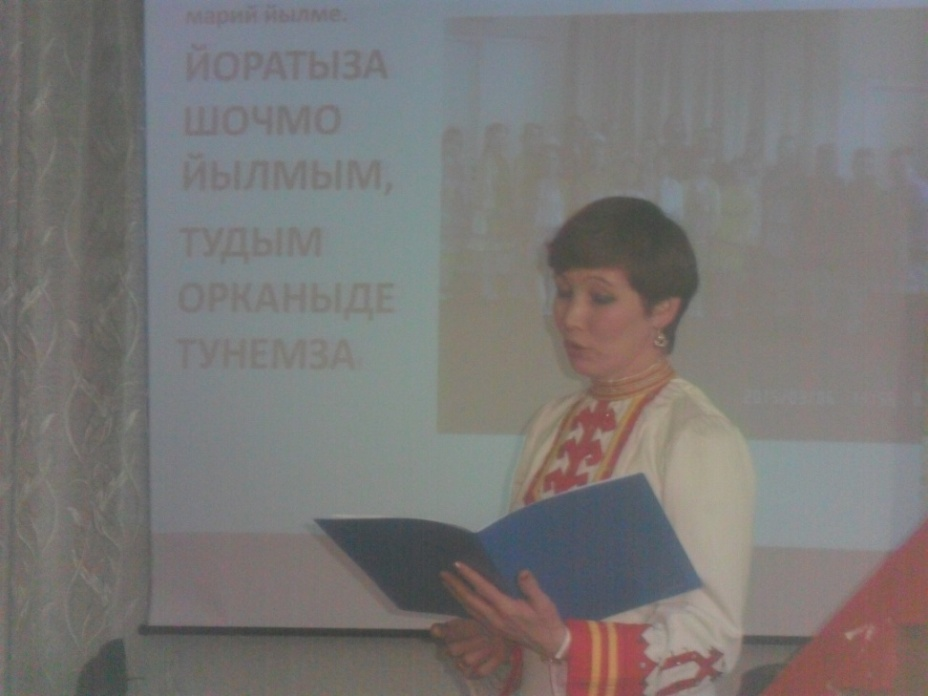 марий йылме.
ЙОРАТЫЗА
ШОЧМО
ЙЫЛМЫМ,
ТУДЫМ
ОРКАНЫДЕ
ТУНЕМЗА